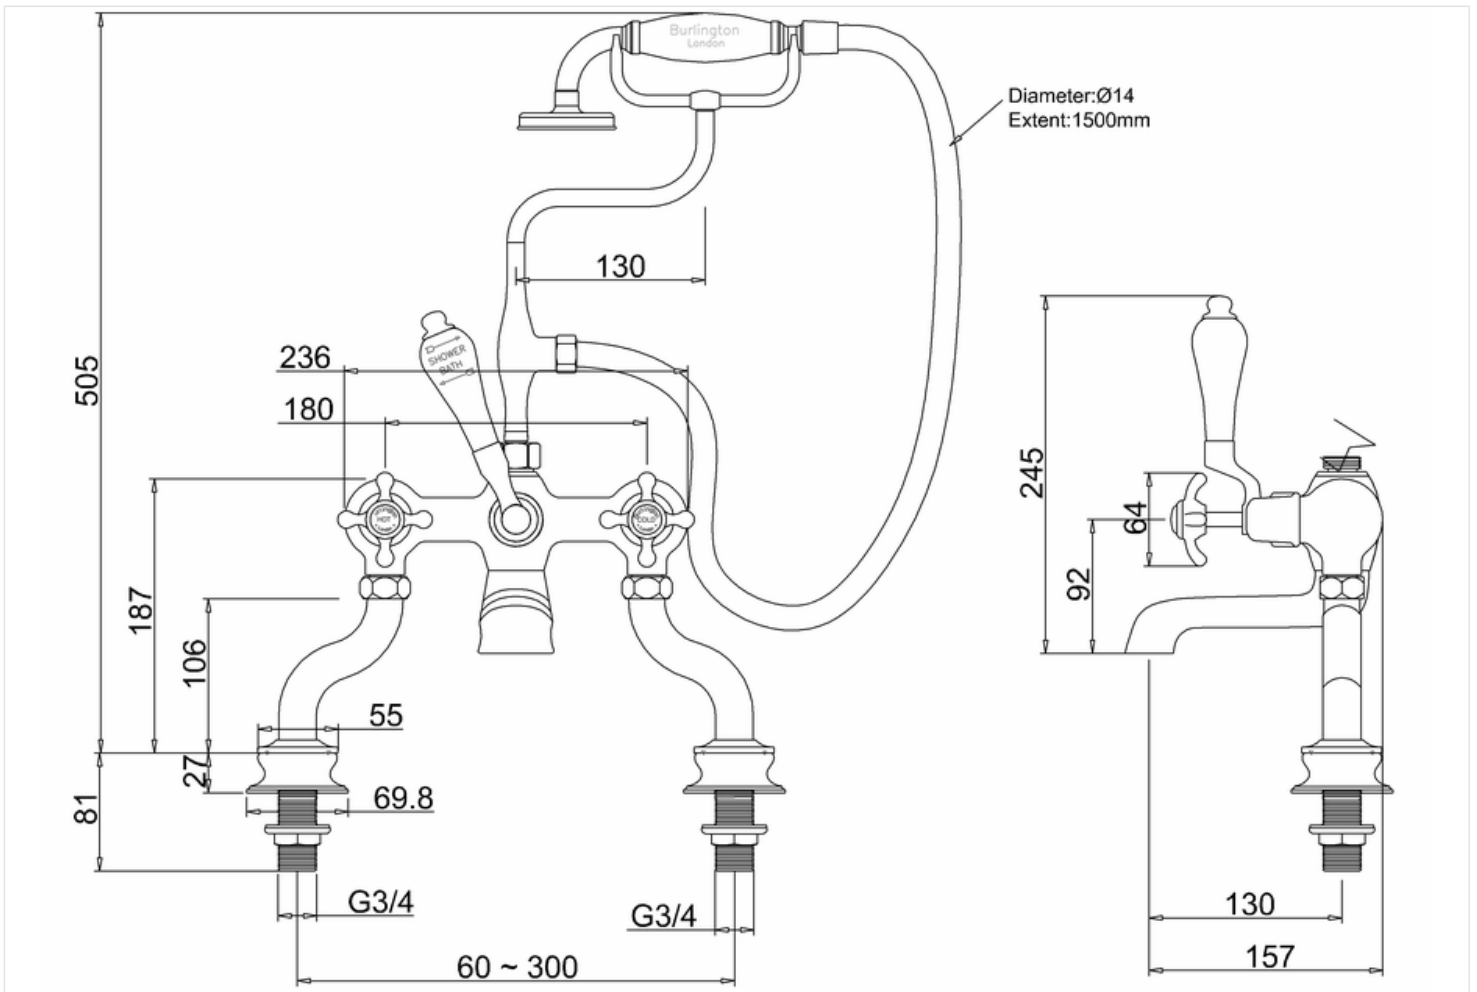 Burlington
London
Diameter:Ø14
Extent:1500mm
130
SHOWER
BATH
236
180
505
HOT
COLD
187
106
55
27
81
69.8
G3/4
G3/4
60 ~ 300
245
64
92
130
157